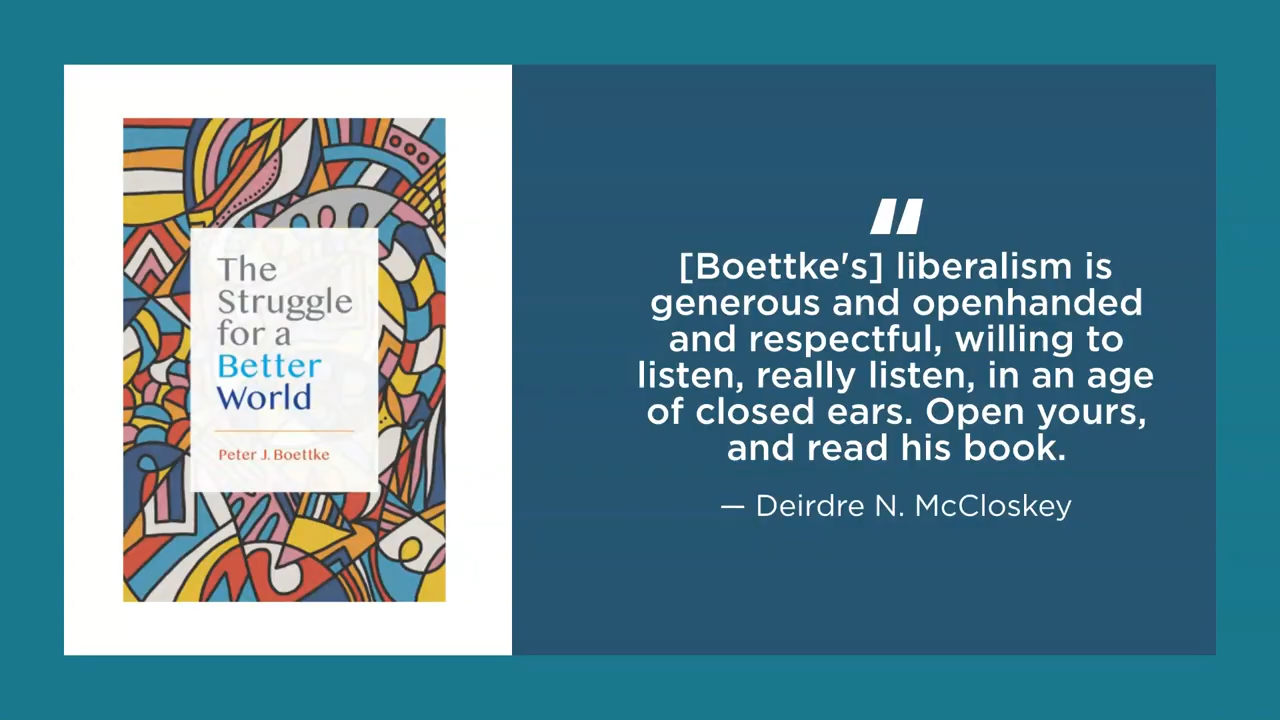 The
Struggle
for a
Better
World
Peter J. Boettke
"
[Boettke's] liberalism is
generous and openhanded
and respectful, willing to
listen, really listen, in an age
of closed ears. Open yours,
and read his book.
— Deirdre N. McCloskey